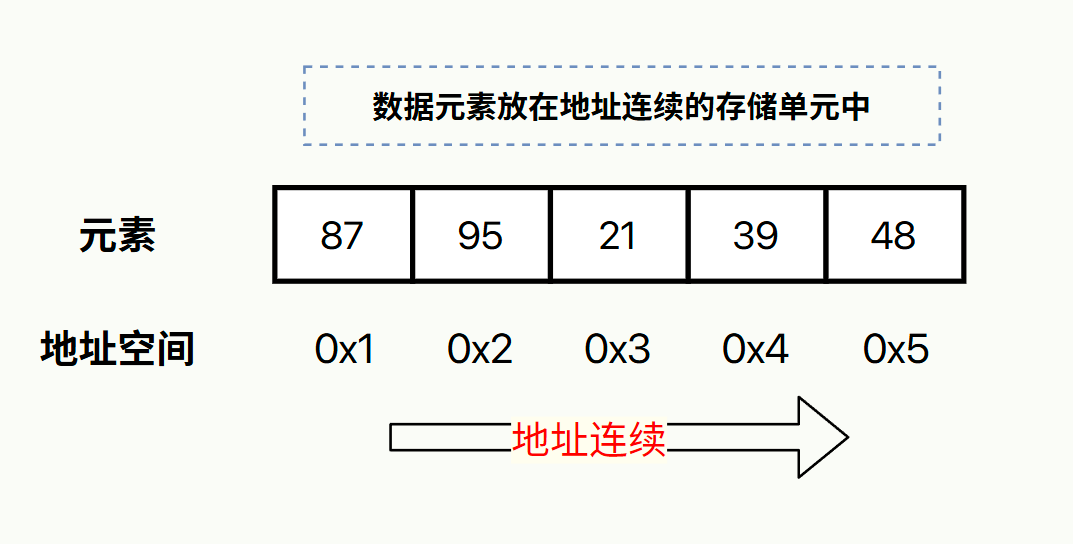 数据元素放在地址连续的存储单元中
元素 87 95 21 39 48
地址空间 0x1 0x2 0x3 0x4 0x5
地址连续